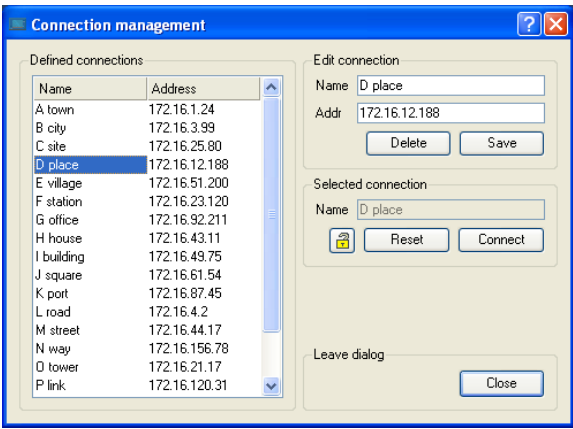 Connection management
Defined connections
Name Address
A town 172.16.1.24
B city 172.16.3.99
C site 172.16.25.80
D place 172.16.12.188
E village 172.16.51.200
F station 172.16.23.120
G office 172.16.92.211
H house 172.16.43.11
I building 172.16.49.75
J square 172.16.61.54
K port 172.16.87.45
L road 172.16.4.2
M street 172.16.44.17
N way 172.16.156.78
O tower 172.16.21.17
P link 172.16.120.31
Edit connection
Name D place
Addr 172.16.12.188
Delete Save
Selected connection
Name D place
Reset Connect
Leave dialog
Close